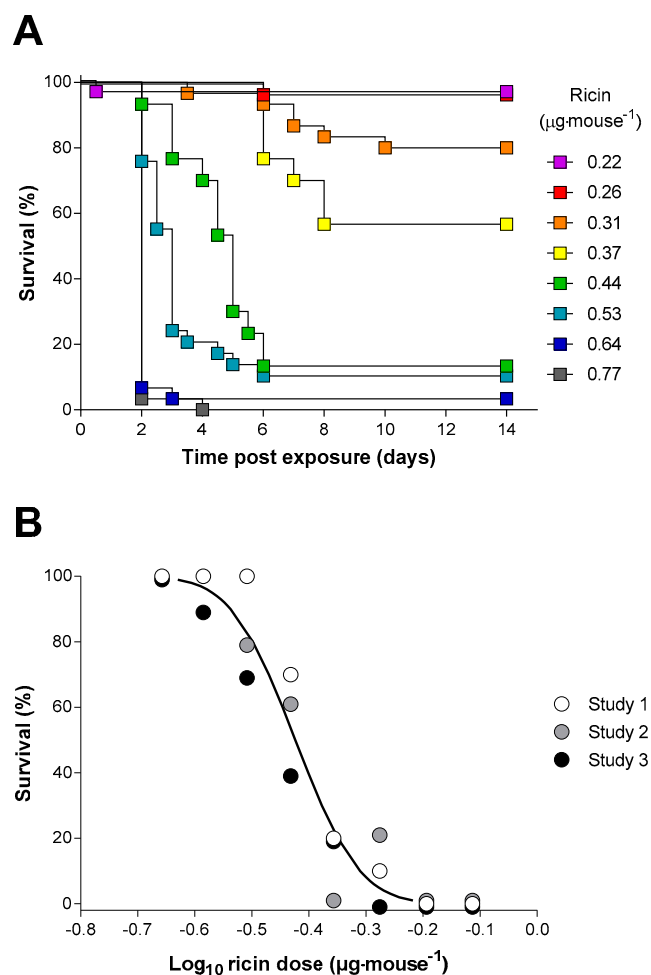 A
100
80
60
40
20
0
Survival (%)
0 2 4 6 8 10 12 14
Time post exposure (days)
Ricin
(µg·mouse⁻¹)
0.22
0.26
0.31
0.37
0.44
0.53
0.64
0.77
B
100
80
60
40
20
0
Survival (%)
-0.8 -0.7 -0.6 -0.5 -0.4 -0.3 -0.2 -0.1 0.0
Log₁₀ ricin dose (µg·mouse⁻¹)
Study 1
Study 2
Study 3